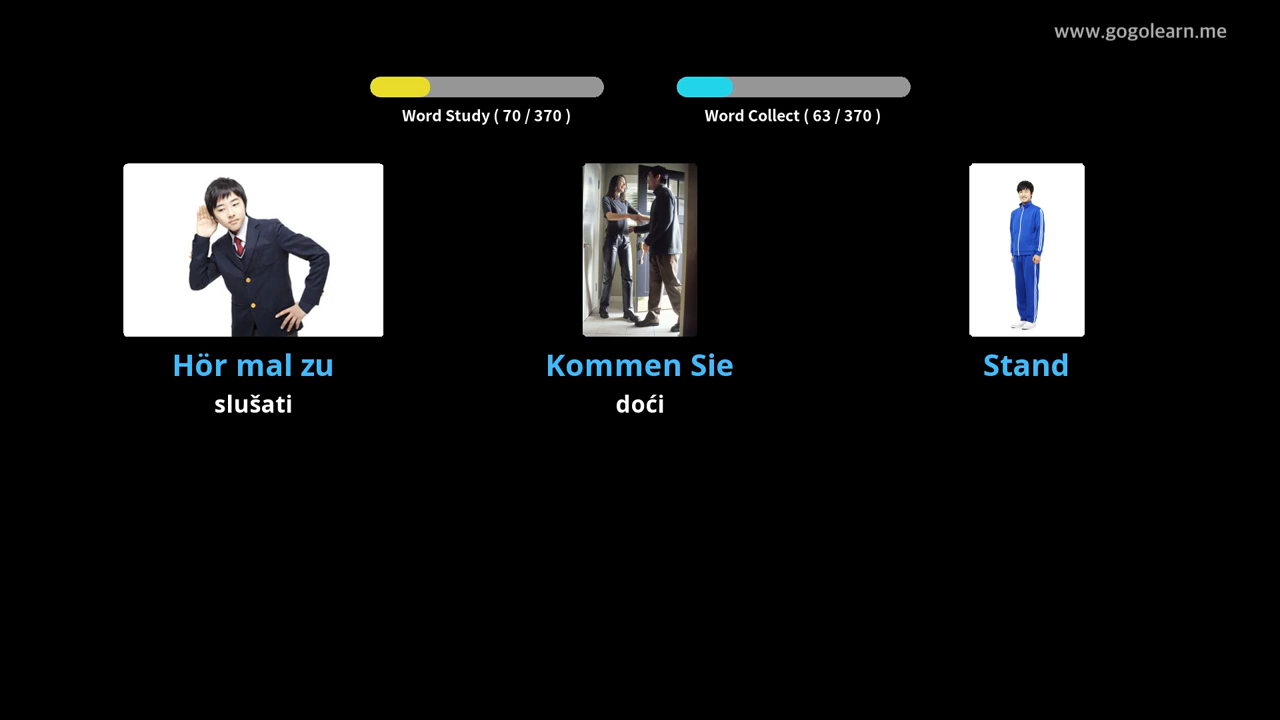 www.gogolearn.me
Word Study ( 70 / 370 )
Word Collect ( 63 / 370 )
Hör mal zu
Kommen Sie
Stand
slušati
doći